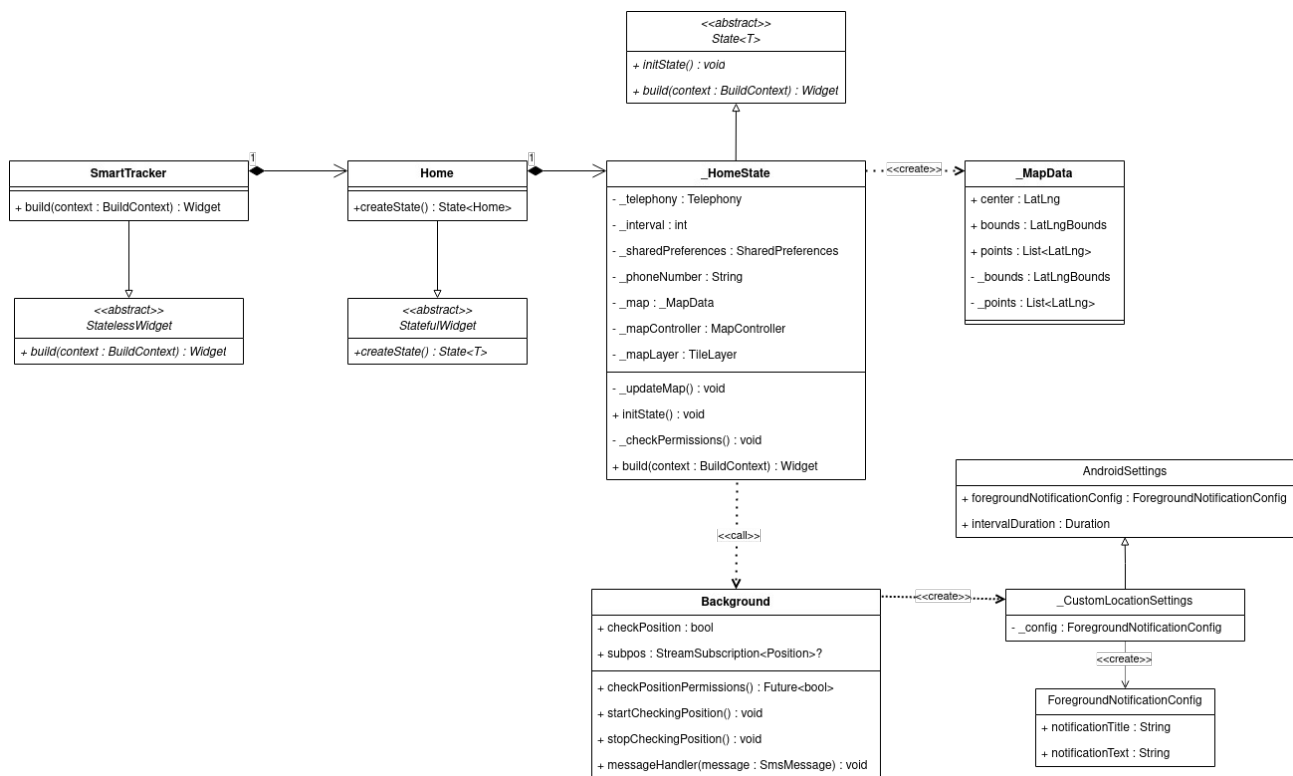 <<abstract>>
State<T>
+ initState() : void
+ build(context : BuildContext) : Widget
SmartTracker
+ build(context : BuildContext) : Widget
1
Home
+createState() : State<Home>
1
_HomeState
- _telephony : Telephony
- _interval : int
- _sharedPreferences : SharedPreferences
- _phoneNumber : String
- _map : _MapData
- _mapController : MapController
- _mapLayer : TileLayer
- _updateMap() : void
+ initState() : void
- _checkPermissions() : void
+ build(context : BuildContext) : Widget
<<create>>
_MapData
+ center : LatLng
+ bounds : LatLngBounds
+ points : List<LatLng>
- _bounds : LatLngBounds
- _points : List<LatLng>
<<abstract>>
StatelessWidget
+ build(context : BuildContext) : Widget
<<abstract>>
StatefulWidget
+createState() : State<T>
AndroidSettings
+ foregroundNotificationConfig : ForegroundNotificationConfig
+ intervalDuration : Duration
<<call>>
Background
+ checkPosition : bool
+ subpos : StreamSubscription<Position>?
+ checkPositionPermissions() : Future<bool>
+ startCheckingPosition() : void
+ stopCheckingPosition() : void
+ messageHandler(message : SmsMessage) : void
<<create>>
_CustomLocationSettings
- _config : ForegroundNotificationConfig
<<create>>
ForegroundNotificationConfig
+ notificationTitle : String
+ notificationText : String